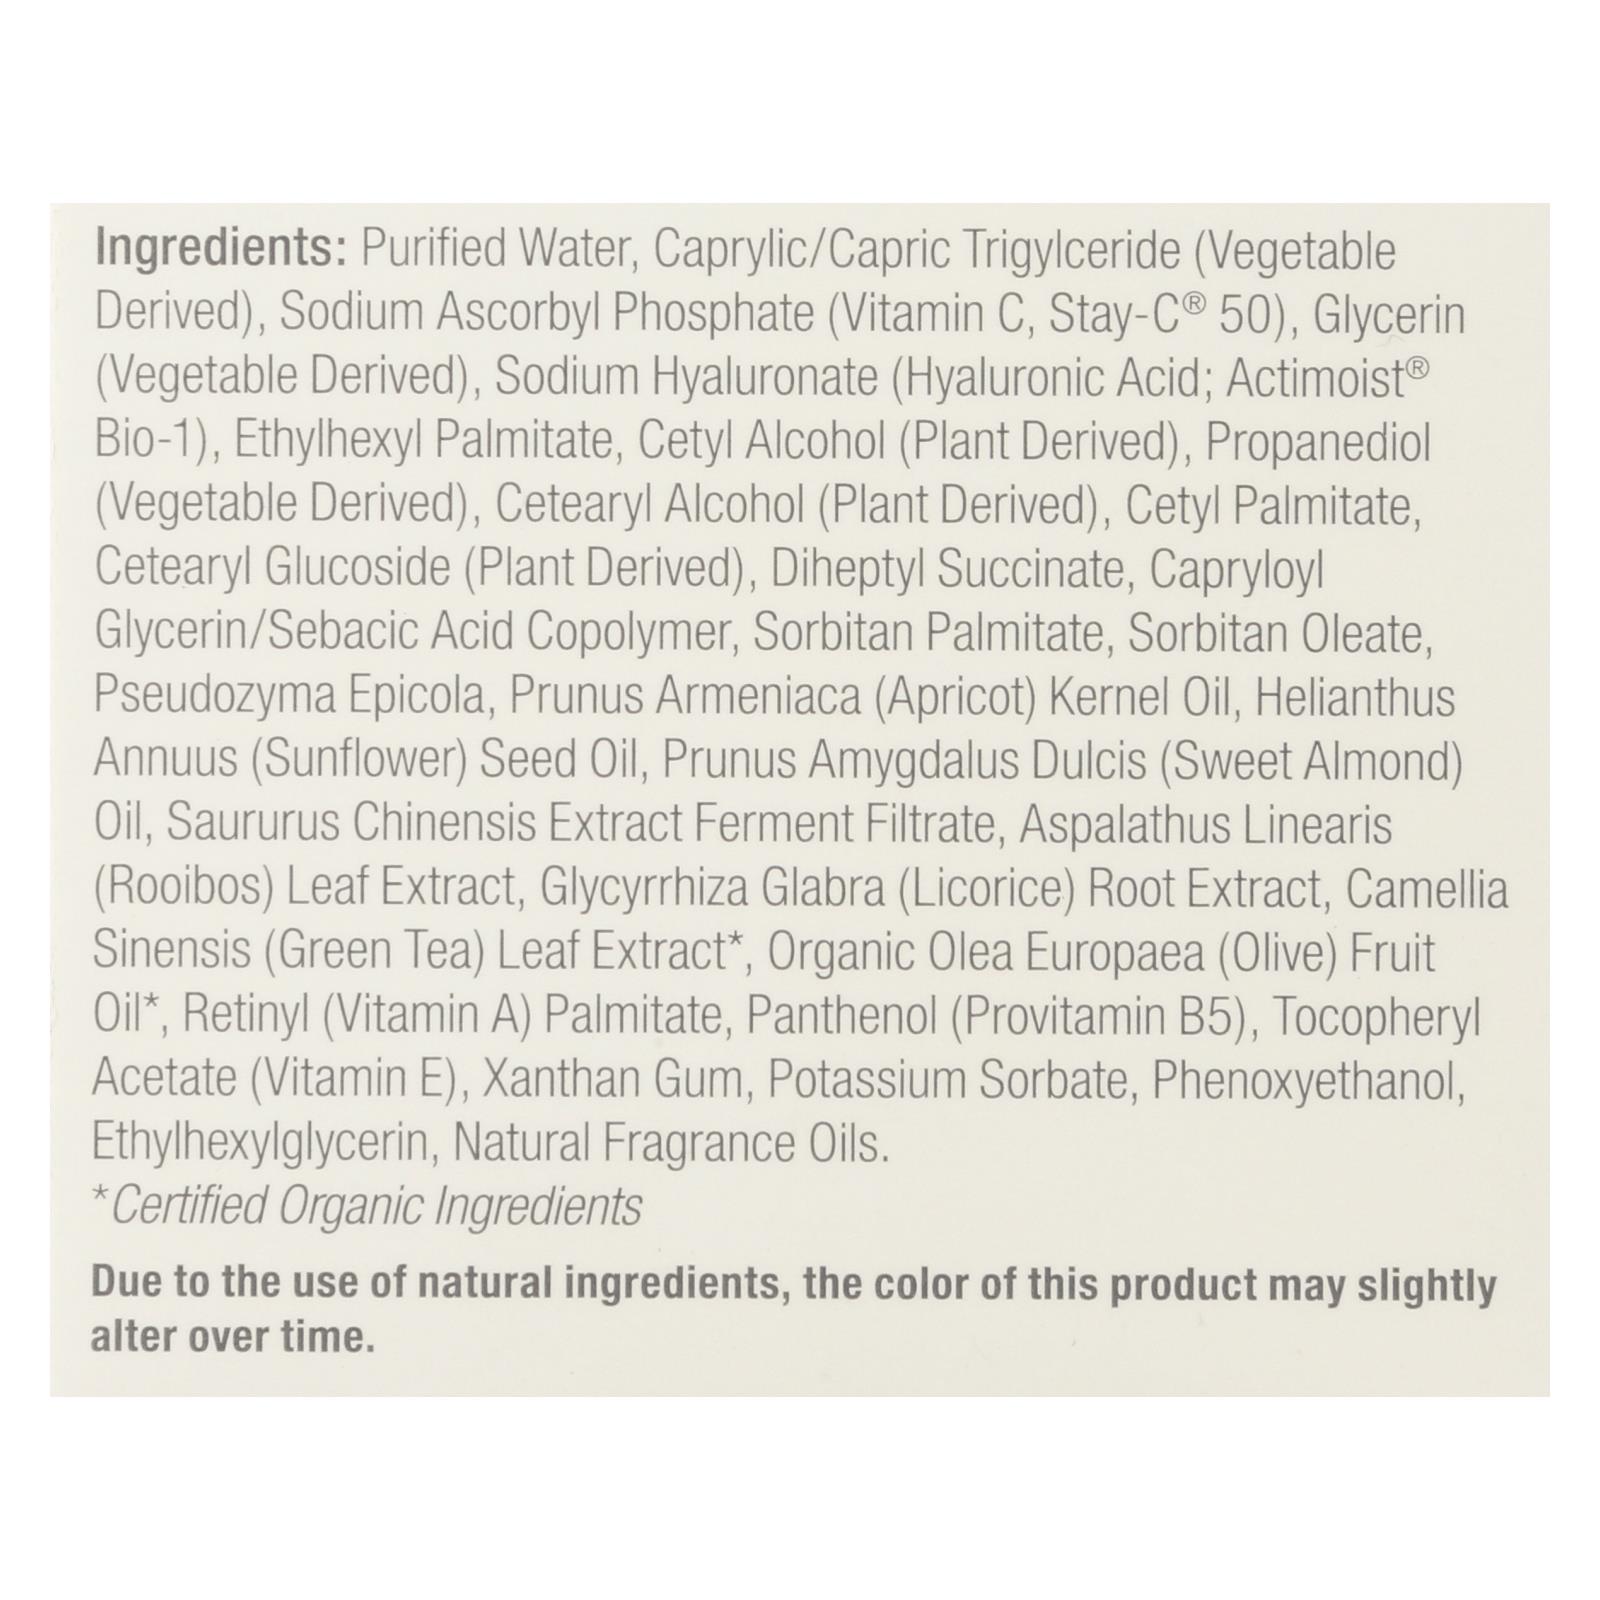 Ingredients: Purified Water, Caprylic/Capric Trigylceride (Vegetable
Derived), Sodium Ascorbyl Phosphate (Vitamin C, Stay-C® 50), Glycerin
(Vegetable Derived), Sodium Hyaluronate (Hyaluronic Acid; Actimoist®
Bio-1), Ethylhexyl Palmitate, Cetyl Alcohol (Plant Derived), Propanediol
(Vegetable Derived), Cetearyl Alcohol (Plant Derived), Cetyl Palmitate,
Cetearyl Glucoside (Plant Derived), Diheptyl Succinate, Capryloyl
Glycerin/Sebacic Acid Copolymer, Sorbitan Palmitate, Sorbitan Oleate,
Pseudozyma Epicola, Prunus Armeniaca (Apricot) Kernel Oil, Helianthus
Annuus (Sunflower) Seed Oil, Prunus Amygdalus Dulcis (Sweet Almond)
Oil, Saururus Chinensis Extract Ferment Filtrate, Aspalathus Linearis
(Rooibos) Leaf Extract, Glycyrrhiza Glabra (Licorice) Root Extract, Camellia
Sinensis (Green Tea) Leaf Extract*, Organic Olea Europaea (Olive) Fruit
Oil*, Retinyl (Vitamin A) Palmitate, Panthenol (Provitamin B5), Tocopheryl
Acetate (Vitamin E), Xanthan Gum, Potassium Sorbate, Phenoxyethanol,
Ethylhexylglycerin, Natural Fragrance Oils.
*Certified Organic Ingredients
Due to the use of natural ingredients, the color of this product may slightly
alter over time.